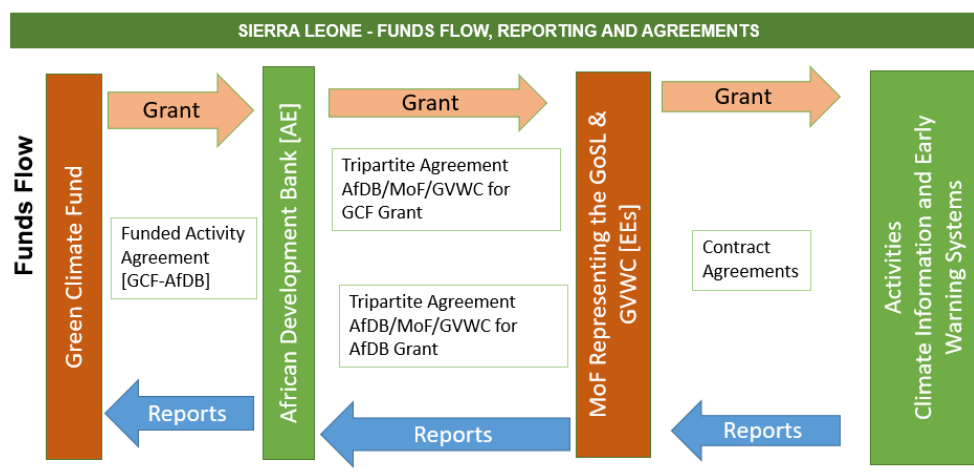 SIERRA LEONE - FUNDS FLOW, REPORTING AND AGREEMENTS
Funds Flow
Green Climate Fund
Grant
Funded Activity
Agreement
[GCF-AfDB]
Reports
African Development Bank [AE]
Grant
Tripartite Agreement
AfDB/MoF/GVWC for
GCF Grant
Tripartite Agreement
AfDB/MoF/GVWC for
AfDB Grant
Reports
MoF Representing the GoSL &
GVWC [EEs]
Grant
Contract
Agreements
Reports
Activities
Climate Information and Early
Warning Systems